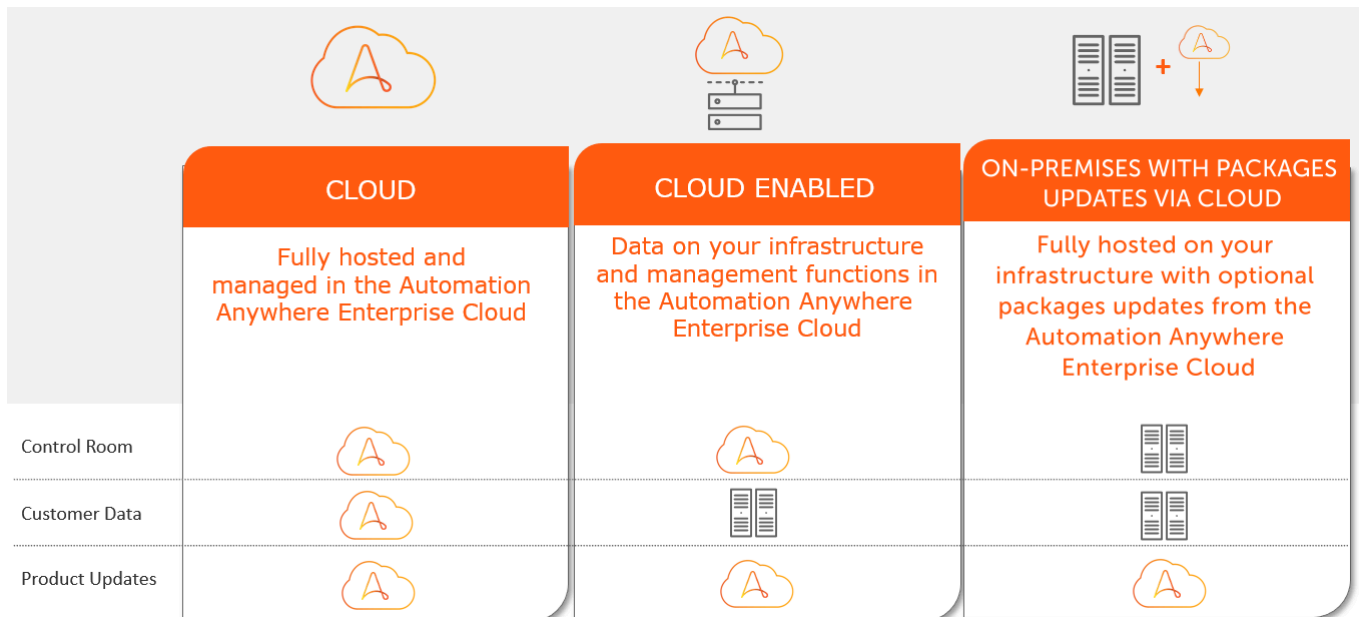 CLOUD
Fully hosted and
managed in the Automation
Anywhere Enterprise Cloud
CLOUD ENABLED
Data on your infrastructure
and management functions in
the Automation Anywhere
Enterprise Cloud
ON-PREMISES WITH PACKAGES
UPDATES VIA CLOUD
Fully hosted on your
infrastructure with optional
packages updates from the
Automation Anywhere
Enterprise Cloud
Control Room
Customer Data
Product Updates